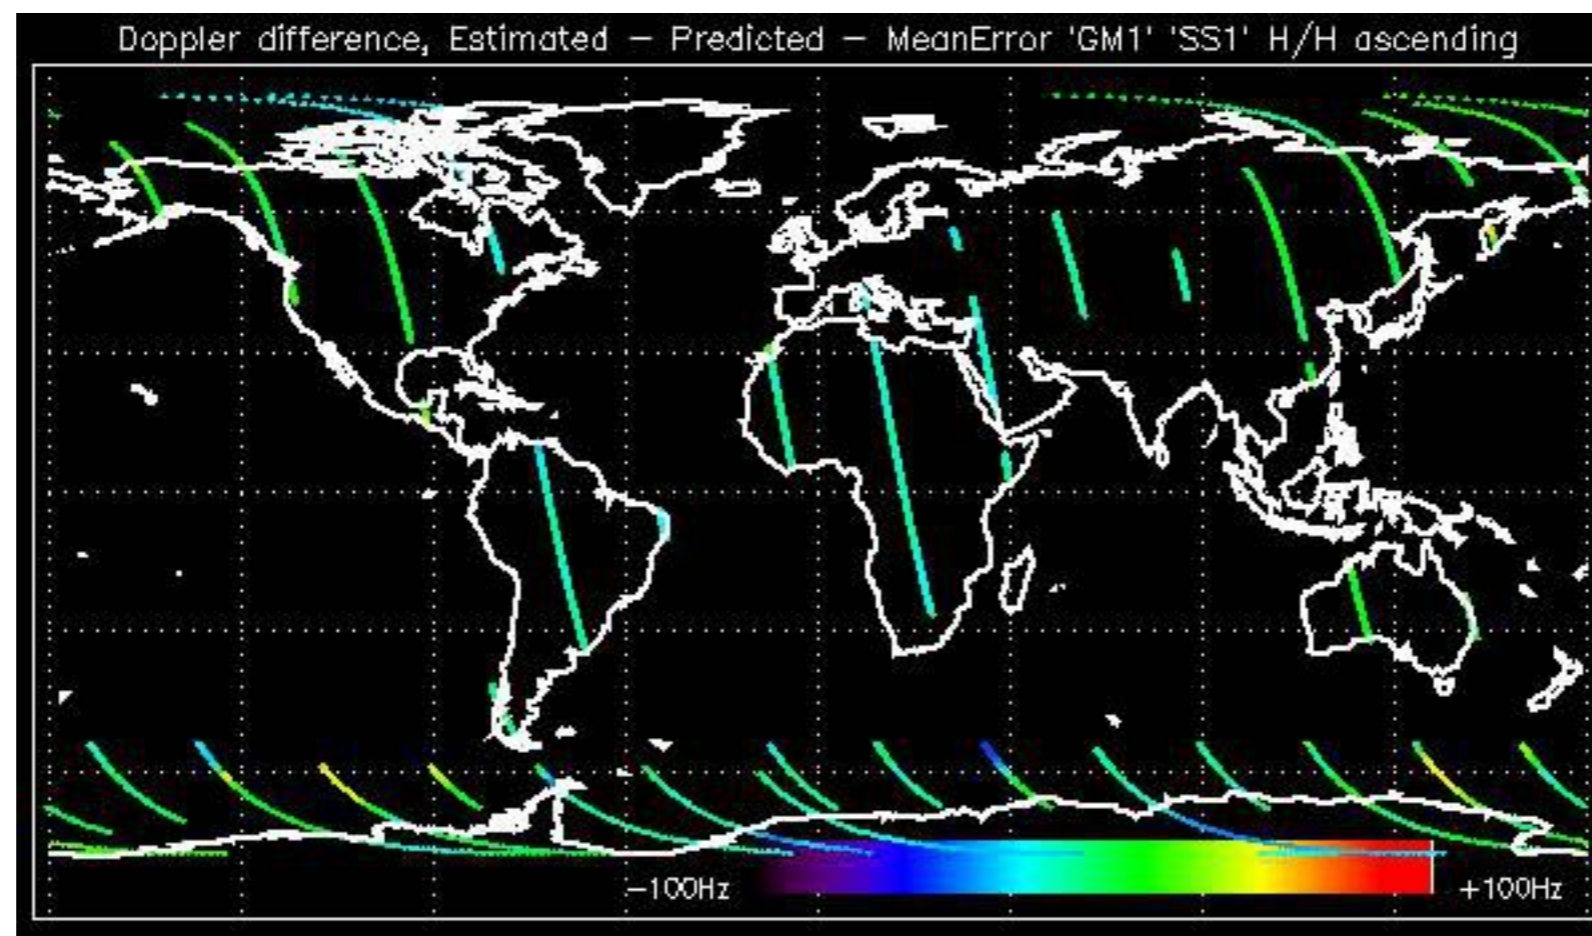 Doppler difference, Estimated − Predicted − MeanError 'GM1' 'SS1' H/H ascending
−100Hz +100Hz